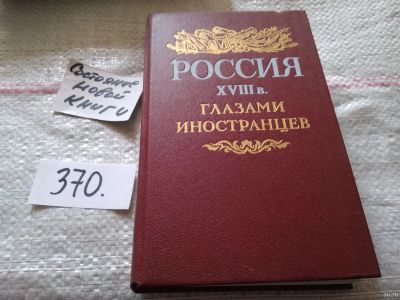 Состояние
новой
книги
370.
РОССИЯ
XVIII в.
ГЛАЗАМИ
ИНОСТРАНЦЕВ